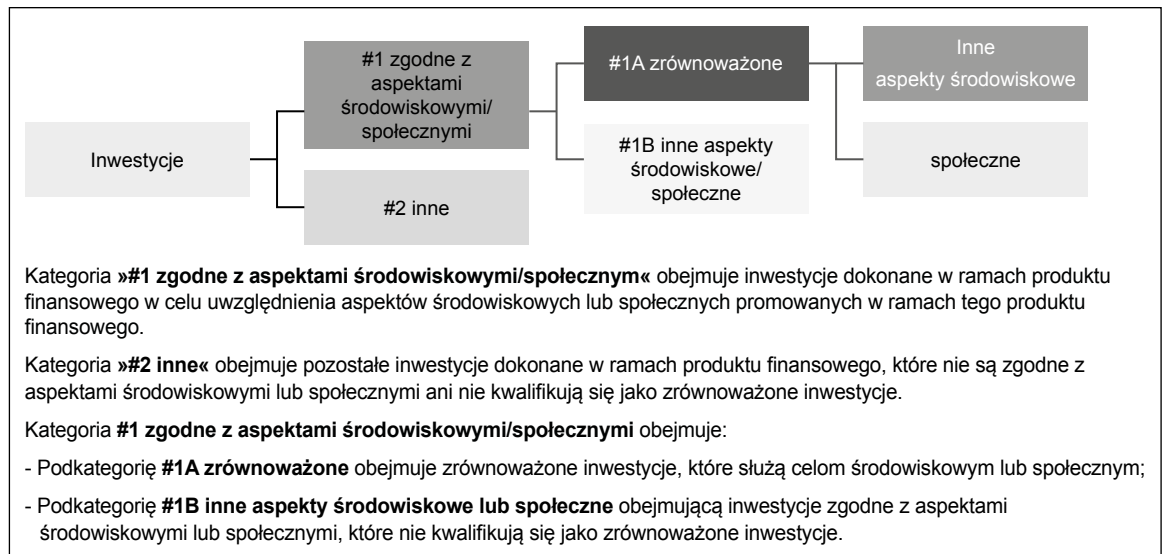 Inwestycje
#1 zgodne z
aspektami
środowiskowymi/
społecznymi
#2 inne
#1A zrównoważone
#1B inne aspekty
środowiskowe/
społeczne
Inne
aspekty środowiskowe
społeczne
Kategoria »#1 zgodne z aspektami środowiskowymi/społecznym« obejmuje inwestycje dokonane w ramach produktu
finansowego w celu uwzględnienia aspektów środowiskowych lub społecznych promowanych w ramach tego produktu
finansowego.
Kategoria »#2 inne« obejmuje pozostałe inwestycje dokonane w ramach produktu finansowego, które nie są zgodne z
aspektami środowiskowymi lub społecznymi ani nie kwalifikują się jako zrównoważone inwestycje.
Kategoria #1 zgodne z aspektami środowiskowymi/społecznymi obejmuje:
- Podkategorię #1A zrównoważone obejmuje zrównoważone inwestycje, które służą celom środowiskowym lub społecznym;
- Podkategorię #1B inne aspekty środowiskowe lub społeczne obejmującą inwestycje zgodne z aspektami
środowiskowymi lub społecznymi, które nie kwalifikują się jako zrównoważone inwestycje.